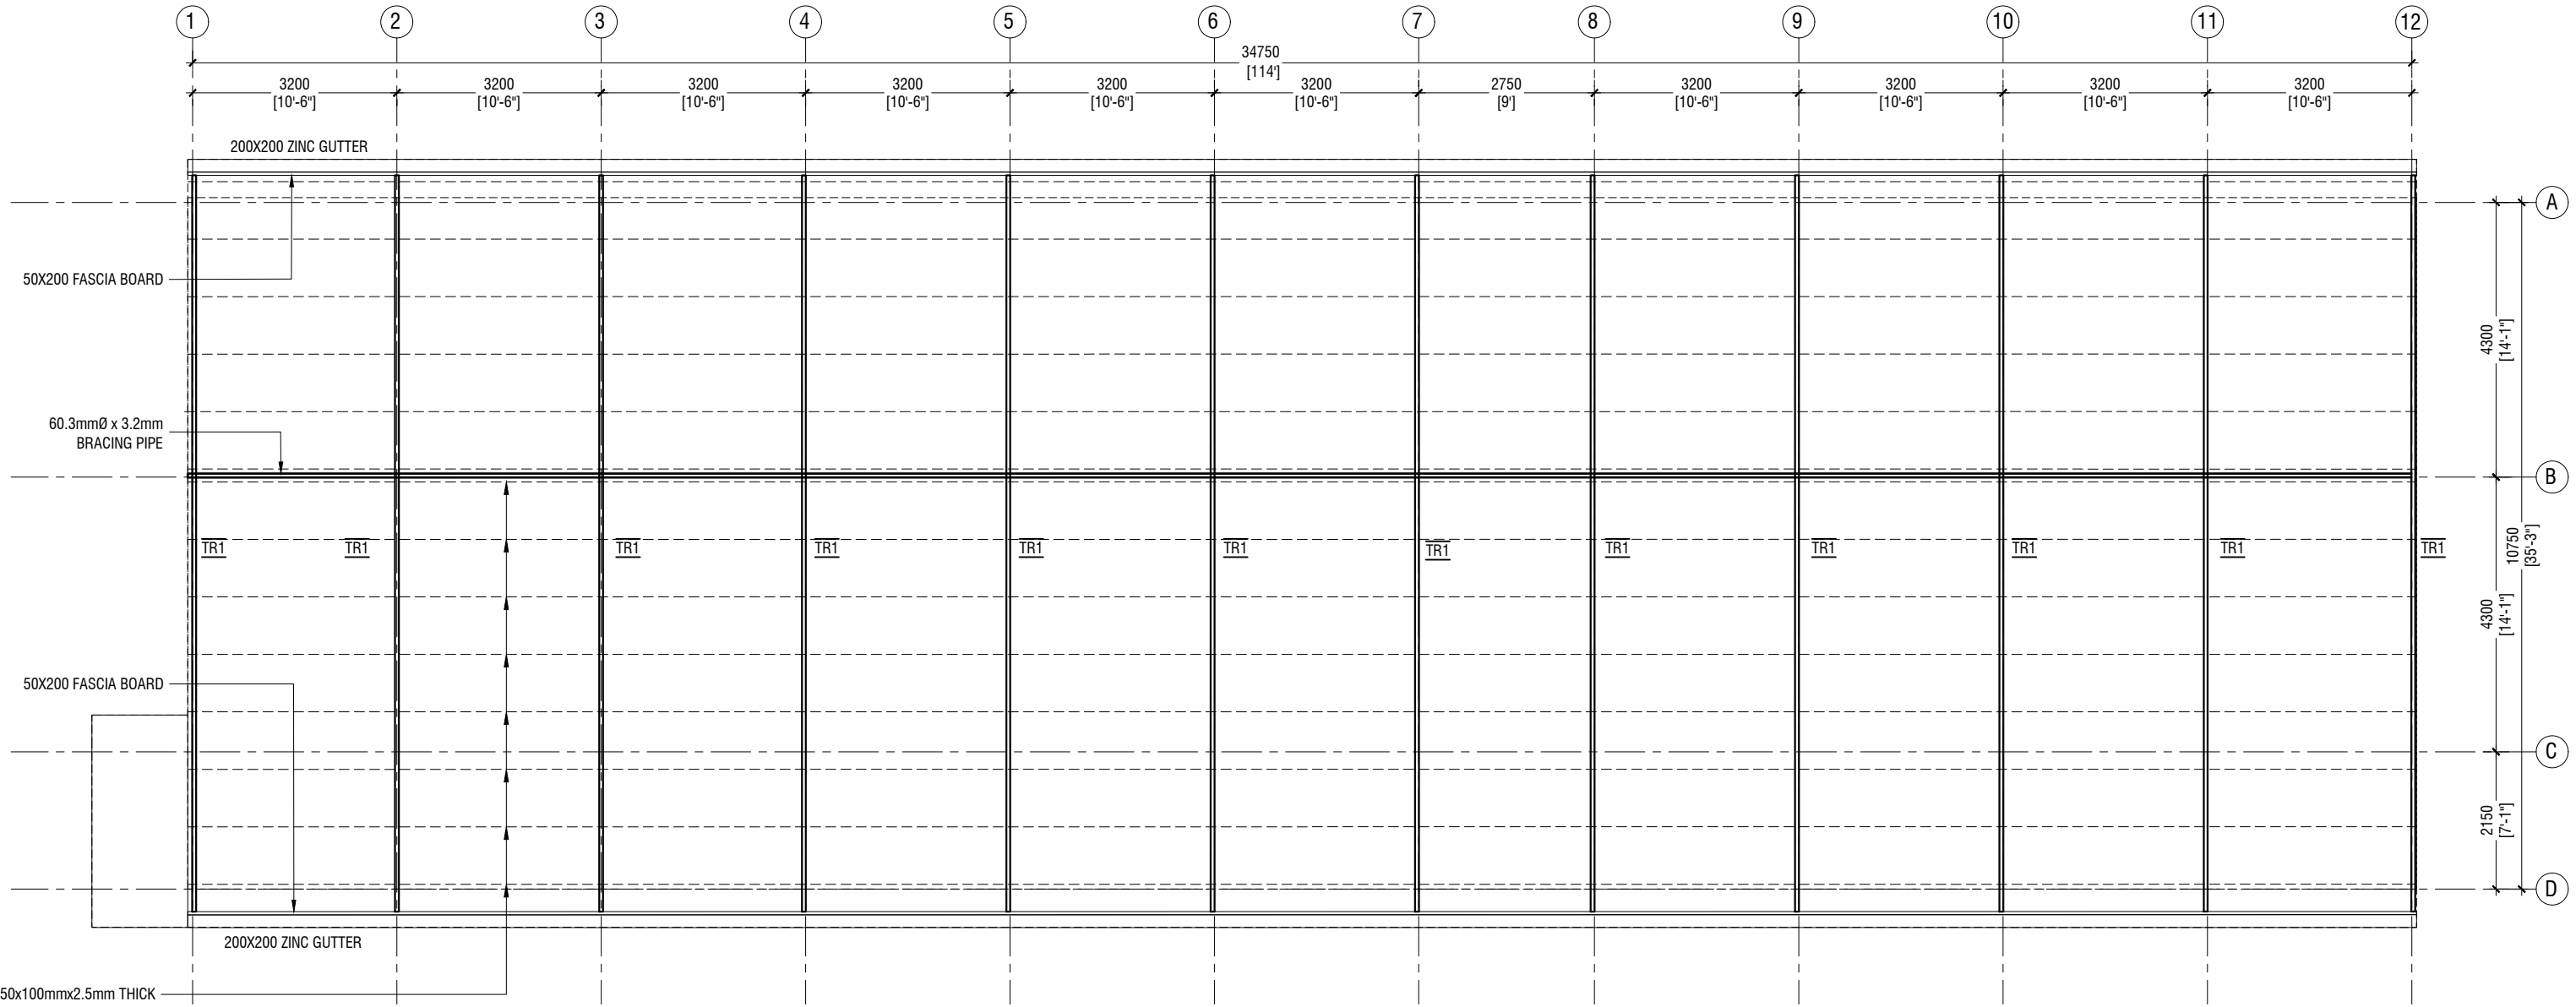 1 2 3 4 5 6 7 8 9 10 11 12
34750
[114']
3200 3200 3200 3200 3200 3200 2750 3200 3200 3200 3200
[10'-6"] [10'-6"] [10'-6"] [10'-6"] [10'-6"] [10'-6"] [9'] [10'-6"] [10'-6"] [10'-6"] [10'-6"]
200X200 ZINC GUTTER
A
50X200 FASCIA BOARD
4300
[14'-1"]
60.3mmØ x 3.2mm
BRACING PIPE
B
TR1 TR1 TR1 TR1 TR1 TR1 TR1 TR1 TR1 TR1 TR1 TR1
10750
[35'-3"]
4300
[14'-1"]
50X200 FASCIA BOARD
C
2150
[7'-1"]
D
200X200 ZINC GUTTER
50x100mmx2.5mm THICK